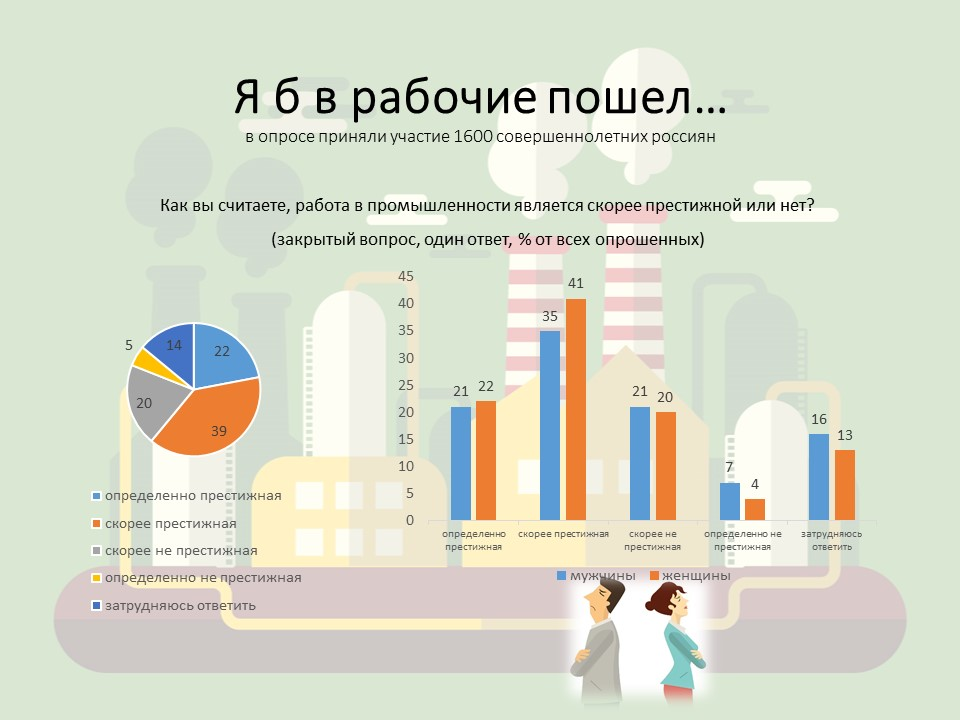 Я б в рабочие пошел…
в опросе приняли участие 1600 совершеннолетних россиян
Как вы считаете, работа в промышленности является скорее престижной или нет?
(закрытый вопрос, один ответ, % от всех опрошенных)
22
39
20
5
14
определенно престижная
скорее престижная
скорее не престижная
определенно не престижная
затрудняюсь ответить
45
40
35
30
25
20
15
10
5
0
21 22
35 41
21 20
7 4
16 13
определенно
престижная
скорее престижная
скорее не
престижная
определенно не
престижная
затрудняюсь
ответить
мужчины женщины